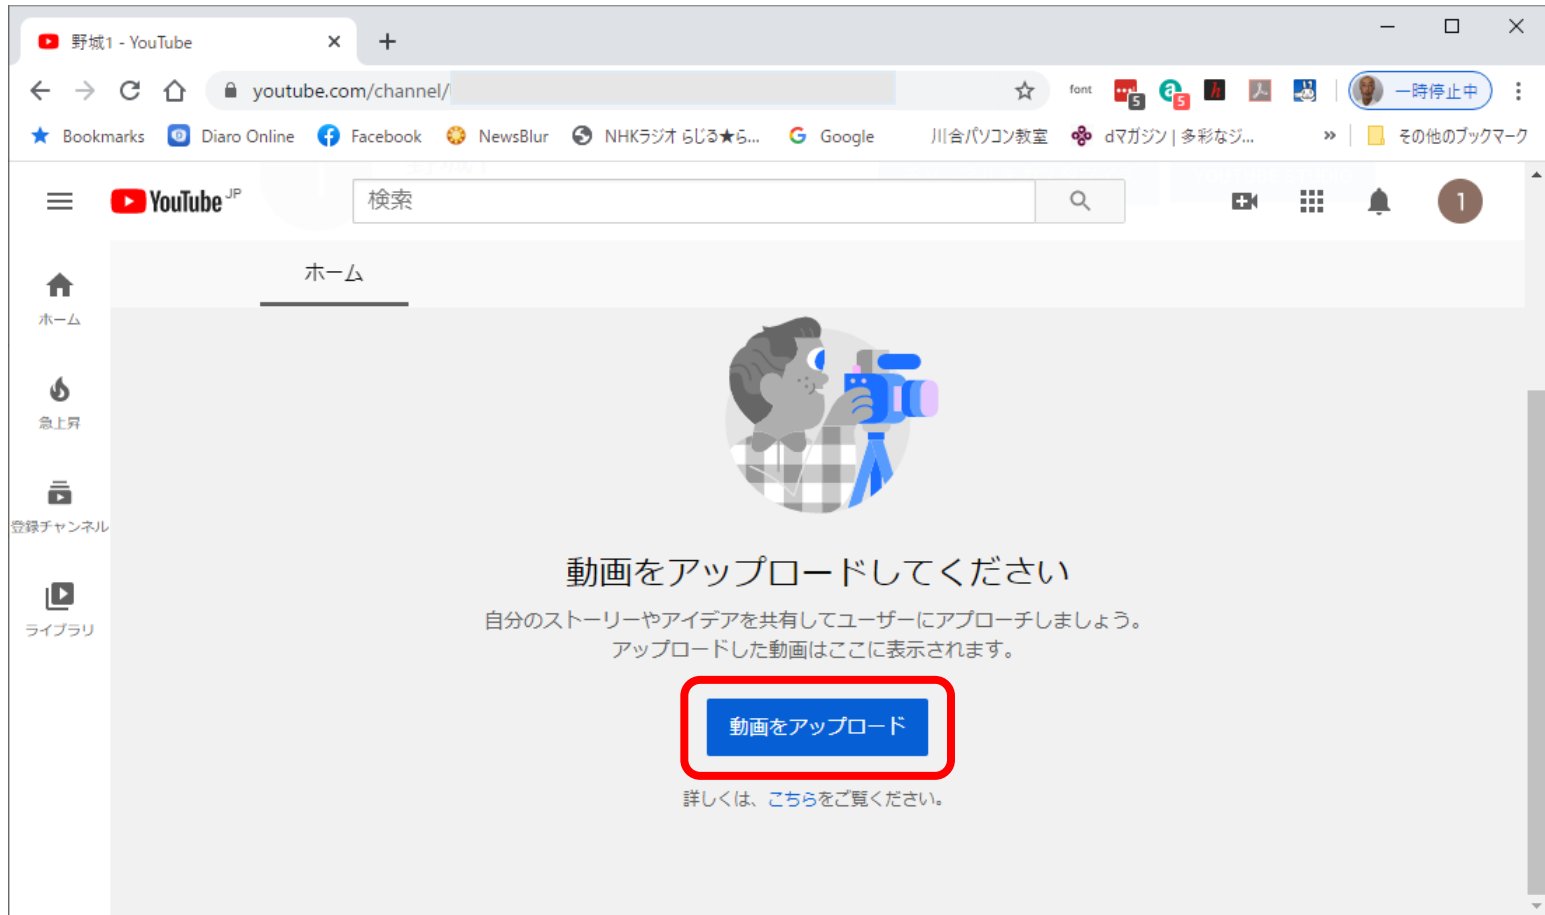 野城1 - YouTube
youtube.com/channel/
font
5
5
一時停止中
Bookmarks
Diaro Online
Facebook
NewsBlur
NHKラジオ らじる★ら...
Google
川合パソコン教室
dマガジン | 多彩なジ...
»
その他のブックマーク
YouTube JP
検索
1
ホーム
ホーム
急上昇
登録チャンネル
ライブラリ
動画をアップロードしてください
自分のストーリーやアイデアを共有してユーザーにアプローチしましょう。
アップロードした動画はここに表示されます。
動画をアップロード
詳しくは、こちらをご覧ください。